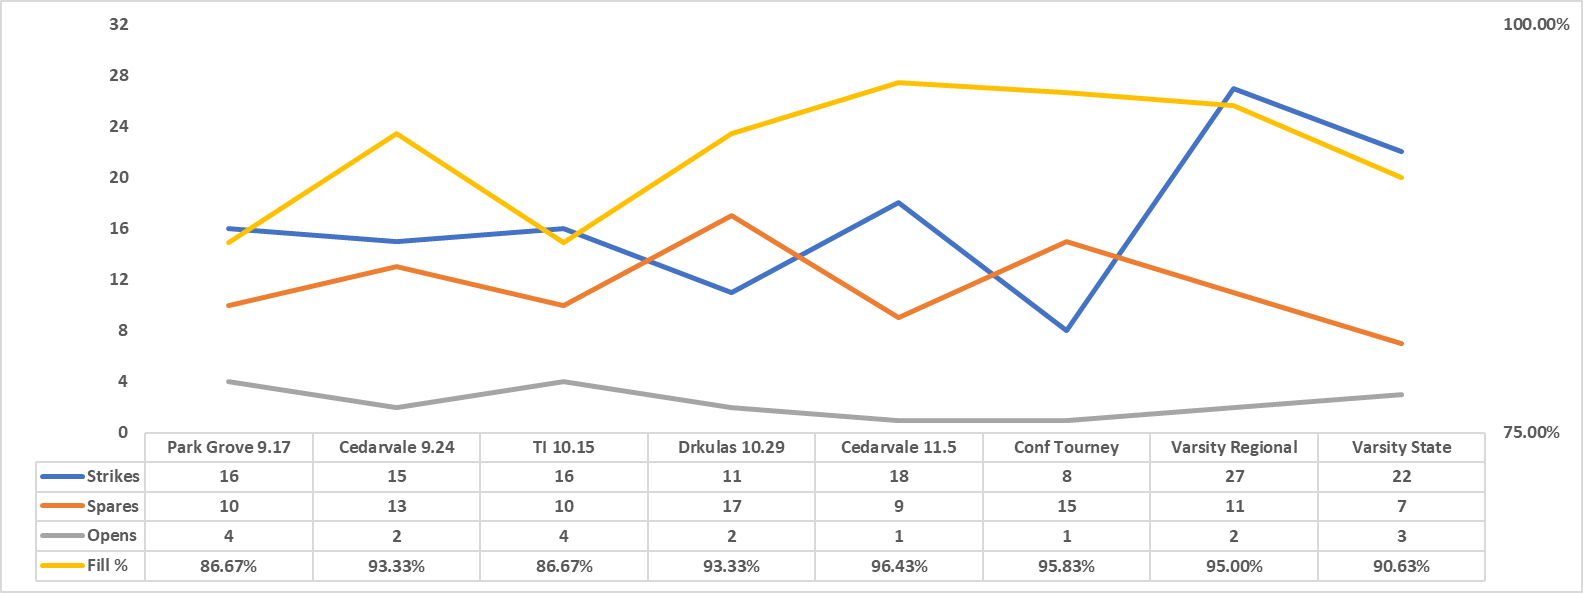 32
100.00%
28
24
20
16
12
8
4
0
75.00%
Park Grove 9.17 Cedarvale 9.24 TI 10.15 Drkulas 10.29 Cedarvale 11.5 Conf Tourney Varsity Regional Varsity State
Strikes 16 15 16 11 18 8 27 22
Spares 10 13 10 17 9 15 11 7
Opens 4 2 4 2 1 1 2 3
Fill % 86.67% 93.33% 86.67% 93.33% 96.43% 95.83% 95.00% 90.63%